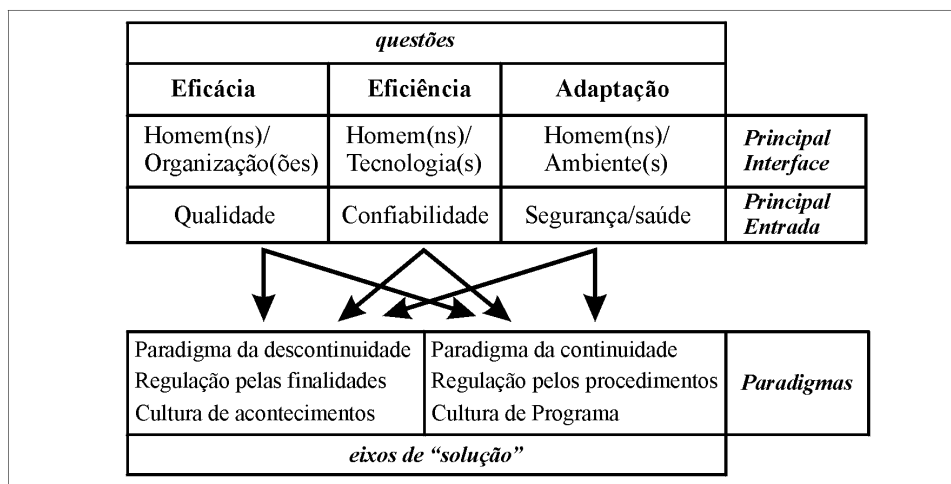 questões
Eficácia Eficiência Adaptação
Homem(ns)/ Homem(ns)/ Homem(ns)/ Principal
Organização(ões) Tecnologia(s) Ambiente(s) Interface
Qualidade Confiabilidade Segurança/saúde Principal
Entrada
Paradigma da descontinuidade Paradigma da continuidade
Regulação pelas finalidades Regulação pelos procedimentos Paradigmas
Cultura de acontecimentos Cultura de Programa
eixos de “solução”